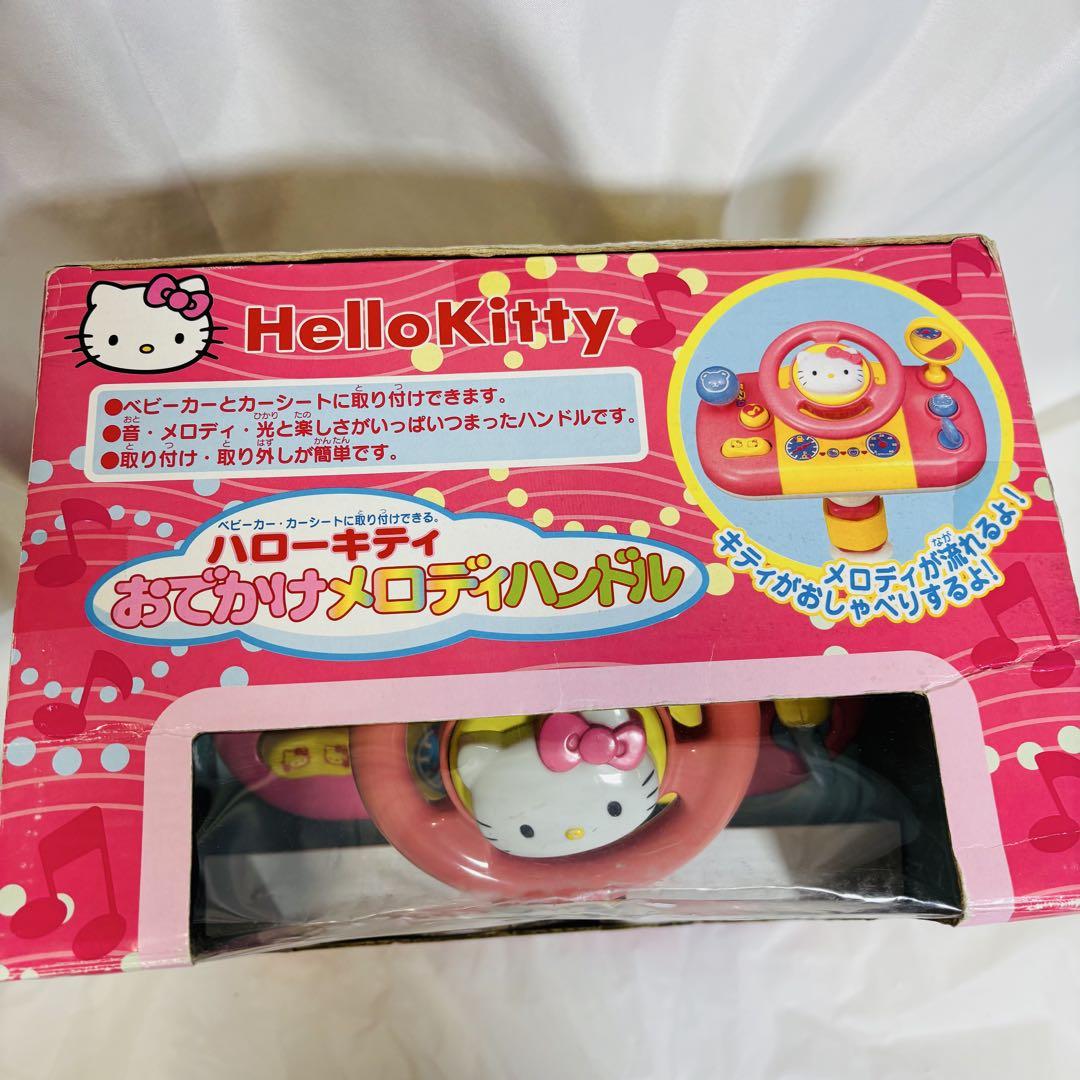 HelloKitty
●ベビーカーとカーシートに取り付けできます。
●音・メロディ・光と楽しさがいっぱいつまったハンドルです。
●取り付け・取り外しが簡単です。
ベビーカー・カーシートに取り付けできる。
ハローキティ
おでかけメロディハンドル
メロディが流れるよ!
キティがおしゃべりするよ!